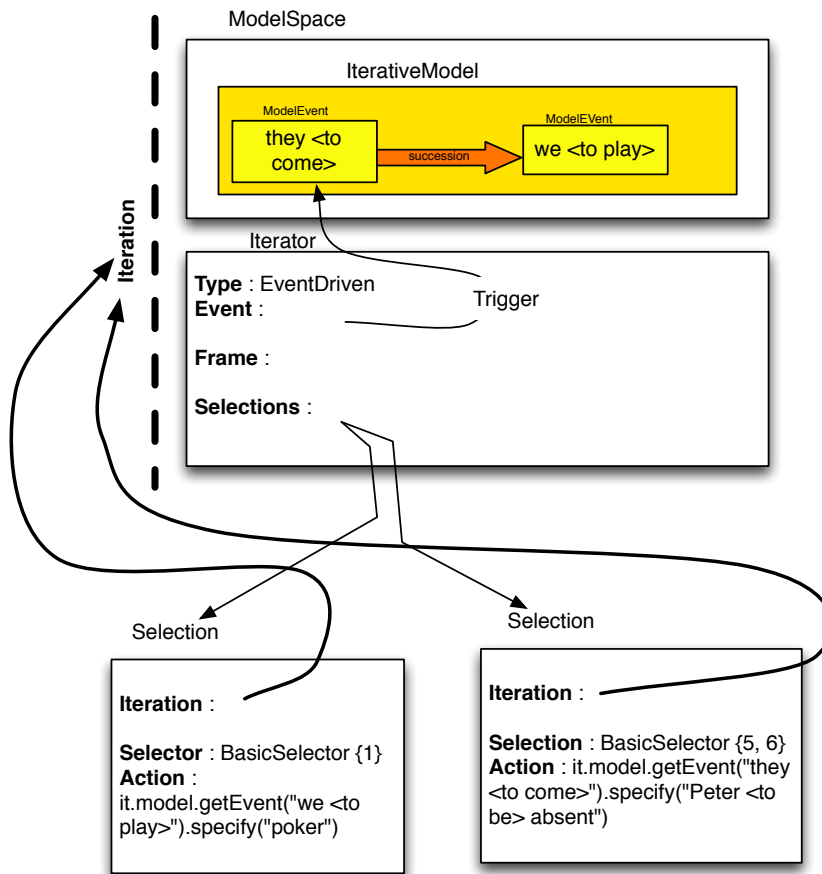 ModelSpace
IterativeModel
ModelEvent
they <to
come>
succession
ModelEVent
we <to play>
Iteration
Iterator
Type : EventDriven
Event :
Trigger
Frame :
Selections :
Selection
Iteration :
Selector : BasicSelector {1}
Action :
it.model.getEvent("we <to
play>").specify("poker")
Selection
Iteration :
Selection : BasicSelector {5, 6}
Action : it.model.getEvent("they
<to come>").specify("Peter <to
be> absent")